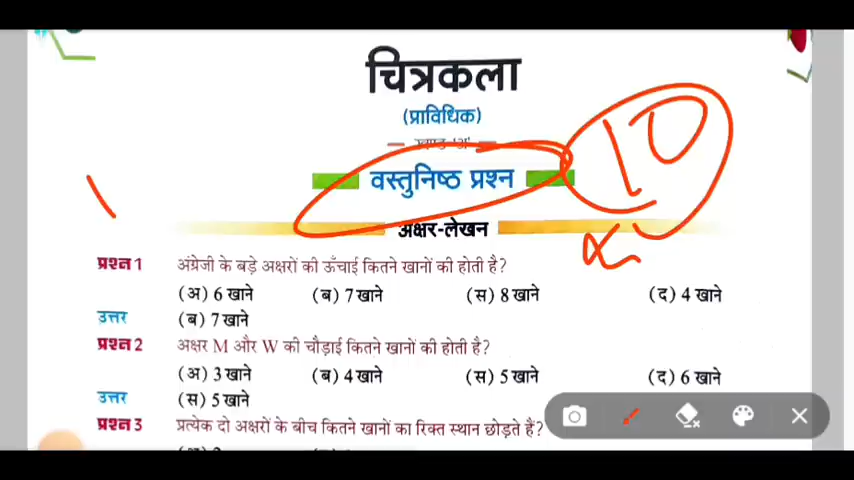 चित्रकला
(प्राविधिक)
खण्ड 'अ'
वस्तुनिष्ठ प्रश्न
10
अक्षर-लेखन
प्रश्न 1 अंग्रेजी के बड़े अक्षरों की ऊँचाई कितने खानों की होती है?
(अ) 6 खाने (ब) 7 खाने (स) 8 खाने (द) 4 खाने
उत्तर (ब) 7 खाने
प्रश्न 2 अक्षर M और W की चौड़ाई कितने खानों की होती है?
(अ) 3 खाने (ब) 4 खाने (स) 5 खाने (द) 6 खाने
उत्तर (स) 5 खाने
प्रश्न 3 प्रत्येक दो अक्षरों के बीच कितने खानों का रिक्त स्थान छोड़ते हैं?